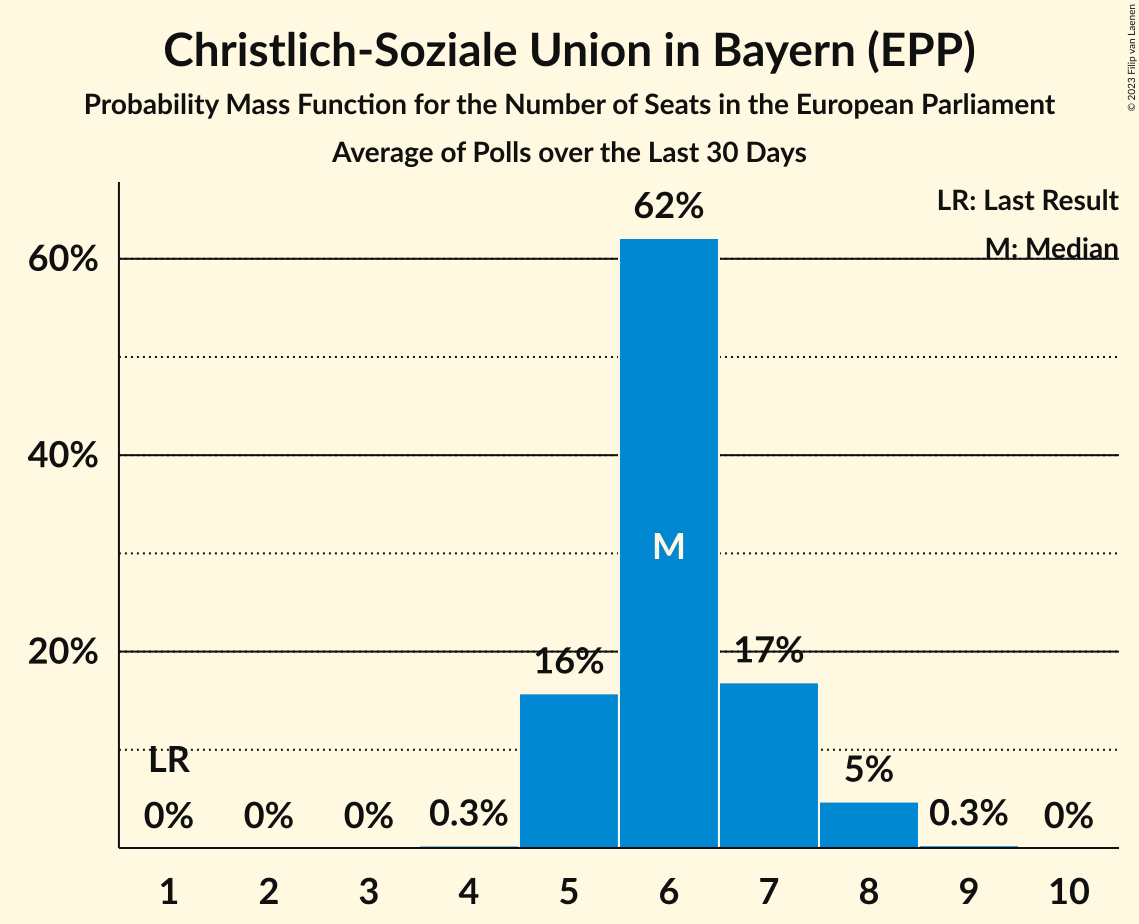 Christlich-Soziale Union in Bayern (EPP)
Probability Mass Function for the Number of Seats in the European Parliament
Average of Polls over the Last 30 Days
© 2023 Filip van Laenen
LR: Last Result
M: Median
62%
60%
40%
M
20%
16%
17%
LR
5%
0%
0%
0%
0.3%
0.3%
0%
1 2 3 4 5 6 7 8 9 10